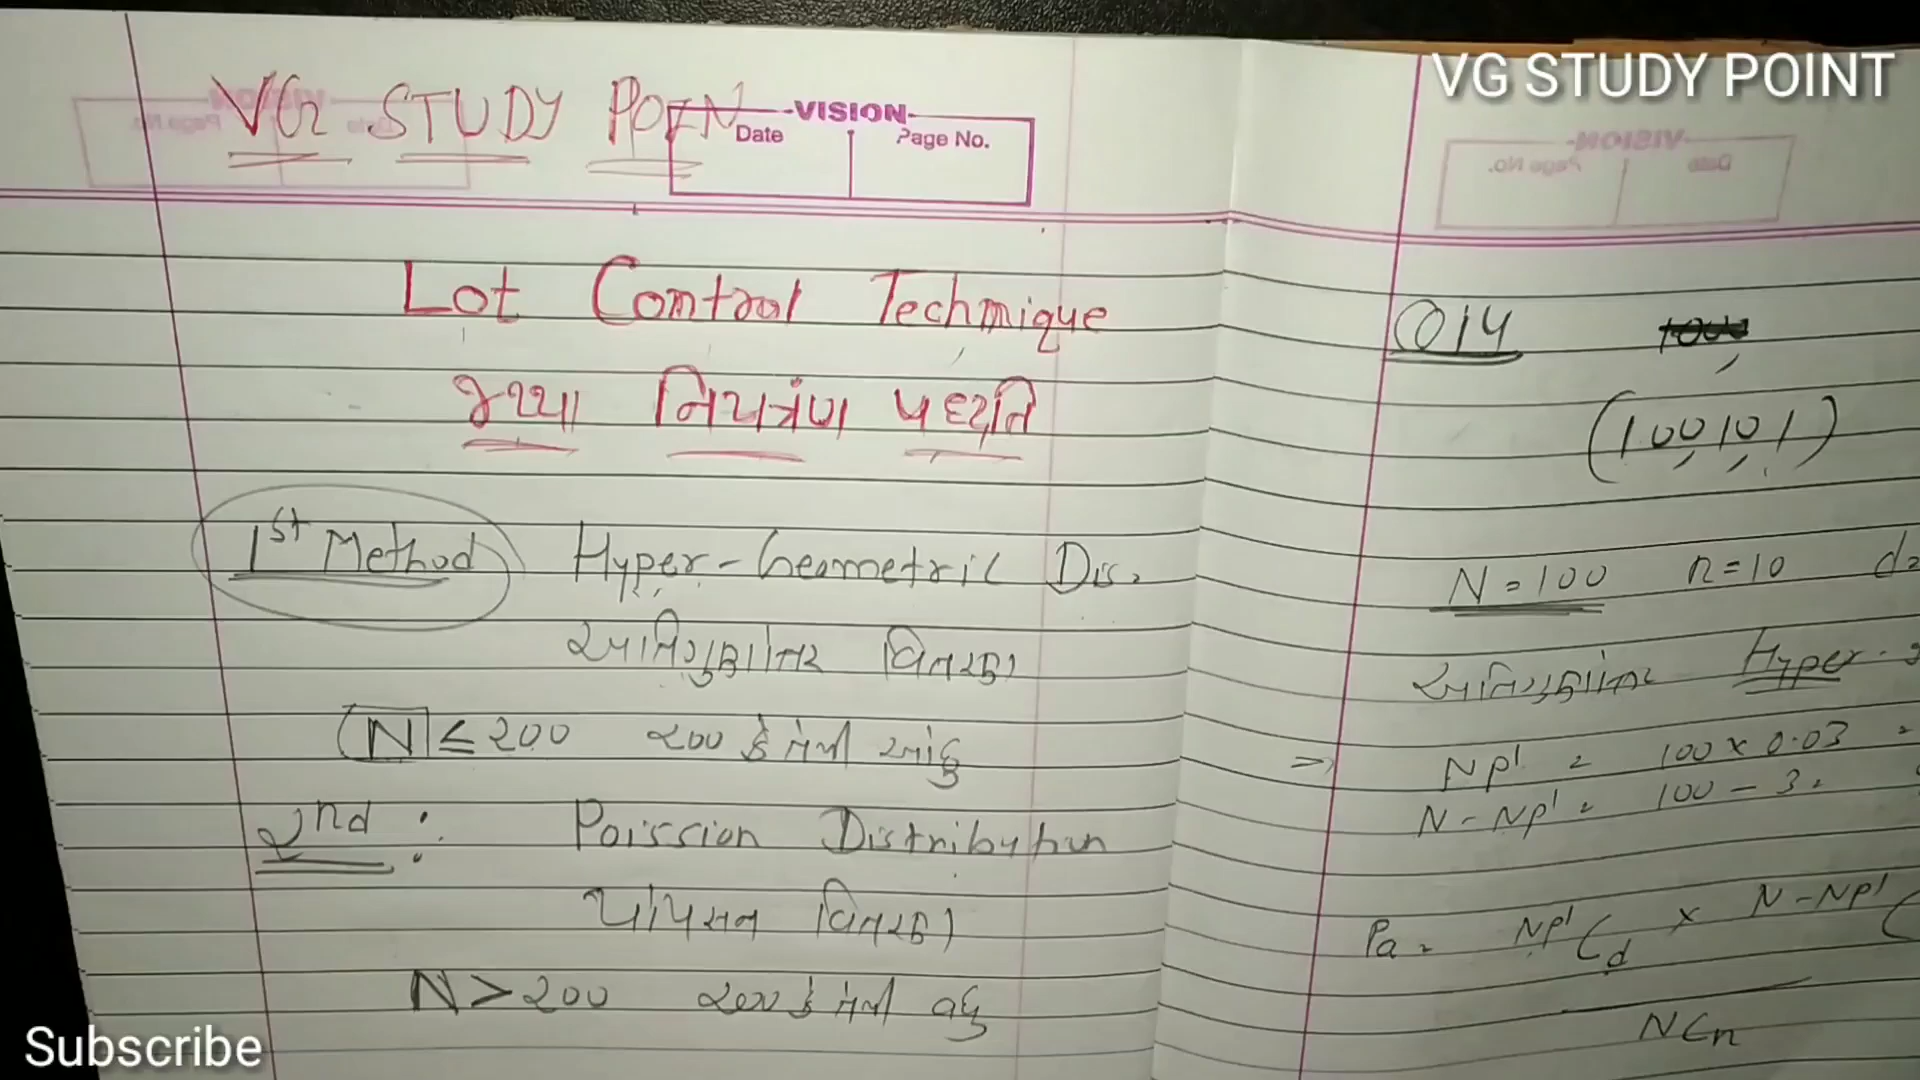 VG STUDY POINT
VG STUDY POIN
VISION
Date Page No.
Lot Control Technique
જથ્થા નિયંત્રણ પદ્ધતિ
1st Method Hyper-Geometric Dis.
અતિગુણોત્તર વિતરણ
N ≤ 200 200 કે તેથી ઓછુ
2nd : Poission Distribution
પોયસન વિતરણ
N > 200 200 કે તેથી વધુ
Q14
(100,10,1)
N = 100 n = 10
અતિગુણોત્તર Hyper-
⇒ Np' = 100 x 0.03 =
N - Np' = 100 - 3 =
Pa = Np'Cd x N-Np'C
NCn
Subscribe